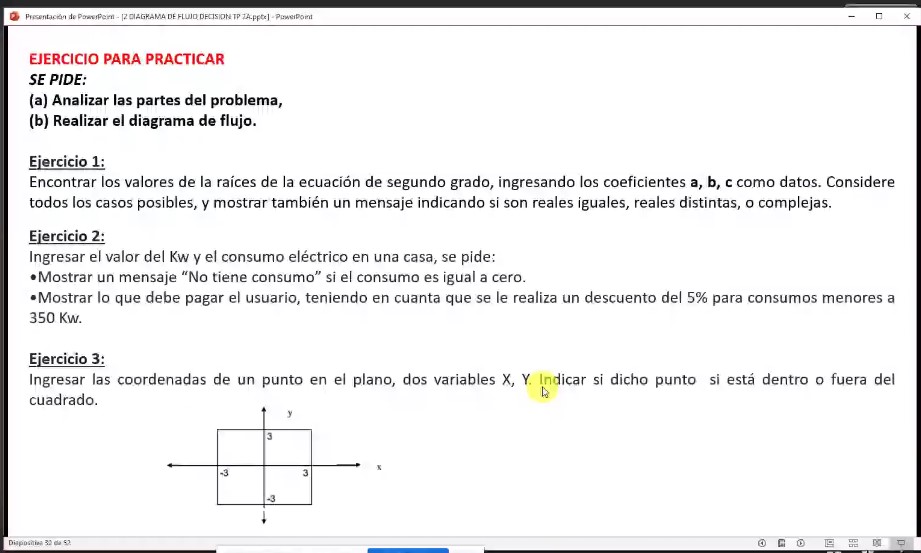 Presentación de PowerPoint - [2 DIAGRAMA DE FLUJO DECISION TP 7A.pptx] - PowerPoint
EJERCICIO PARA PRACTICAR
SE PIDE:
(a) Analizar las partes del problema,
(b) Realizar el diagrama de flujo.
Ejercicio 1:
Encontrar los valores de la raíces de la ecuación de segundo grado, ingresando los coeficientes a, b, c como datos. Considere
todos los casos posibles, y mostrar también un mensaje indicando si son reales iguales, reales distintas, o complejas.
Ejercicio 2:
Ingresar el valor del Kw y el consumo eléctrico en una casa, se pide:
•Mostrar un mensaje “No tiene consumo” si el consumo es igual a cero.
•Mostrar lo que debe pagar el usuario, teniendo en cuanta que se le realiza un descuento del 5% para consumos menores a
350 Kw.
Ejercicio 3:
Ingresar las coordenadas de un punto en el plano, dos variables X, Y. Indicar si dicho punto si está dentro o fuera del
cuadrado.
y
3
-3 3 x
-3
Diapositiva 52 de 52